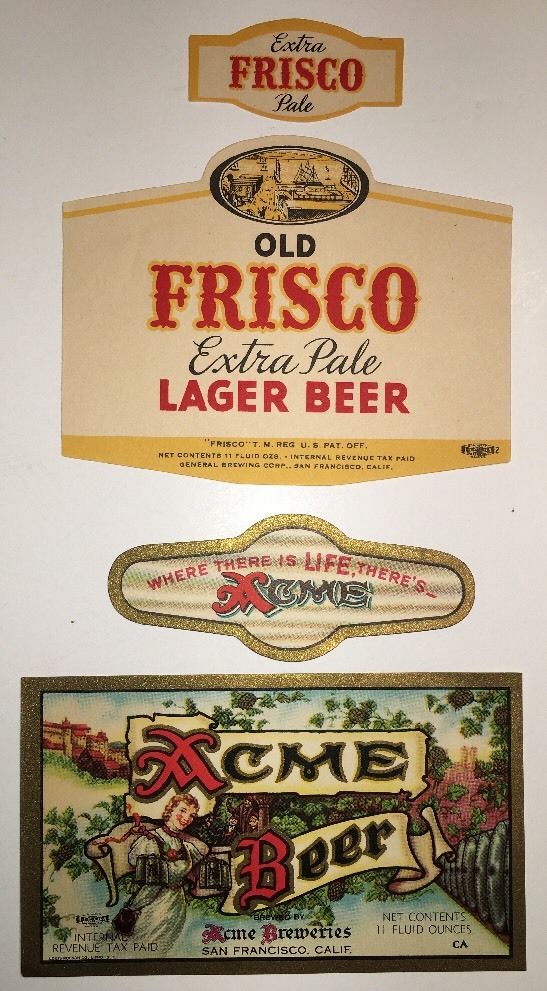 Extra
FRISCO
Pale
OLD
FRISCO
Extra Pale
LAGER BEER
"FRISCO" T. M. REG. U. S. PAT. OFF.
NET CONTENTS 11 FLUID OZS. - INTERNAL REVENUE TAX PAID
GENERAL BREWING CORP., SAN FRANCISCO, CALIF.
2
WHERE THERE IS LIFE, THERE'S...
ACME
ACME
Beer
BREWED BY
Acme Breweries
SAN FRANCISCO, CALIF.
INTERNAL
REVENUE TAX PAID
NET CONTENTS
11 FLUID OUNCES
CA